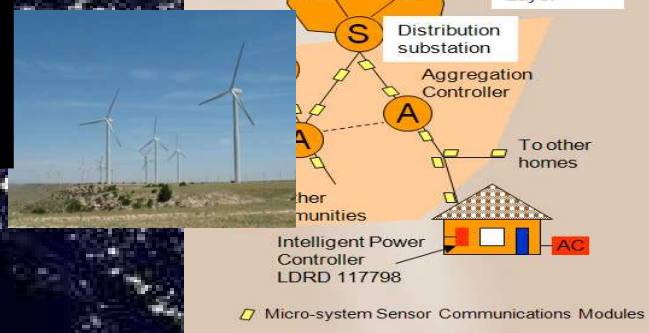 S
Distribution
substation
Aggregation
Controller
A
A
To other
homes
Intelligent Power
Controller
LDRD 117798
AC
Micro-system Sensor Communications Modules